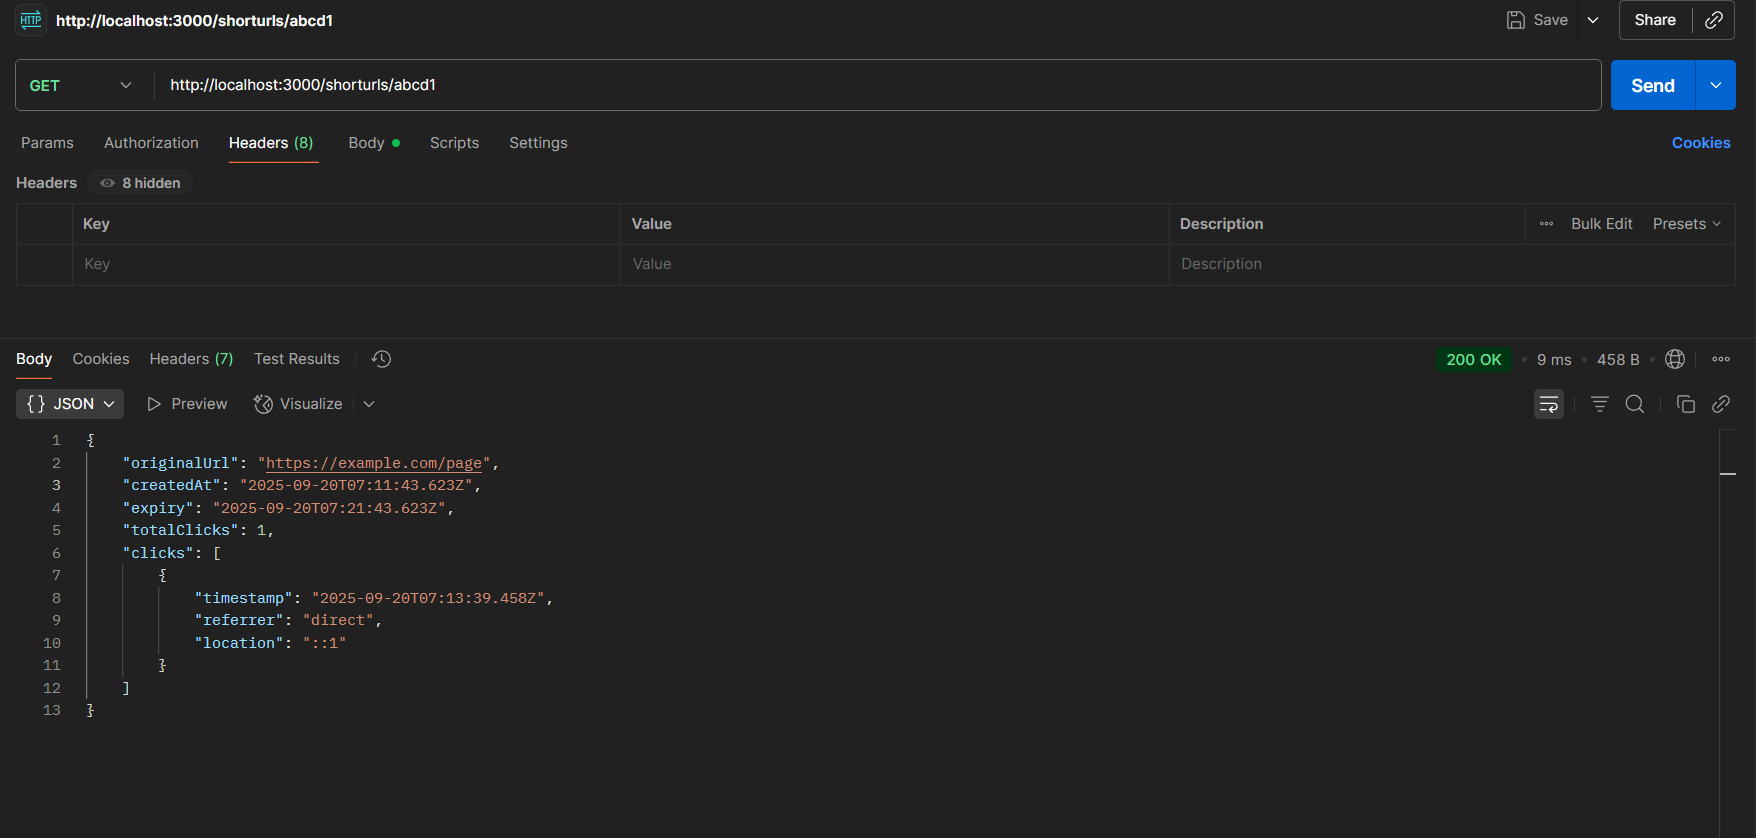 HTTP http://localhost:3000/shorturls/abcd1 Save Share
GET http://localhost:3000/shorturls/abcd1 Send
Params Authorization Headers (8) Body Scripts Settings Cookies
Headers 8 hidden
Key Value Description Bulk Edit Presets
Key Value Description
Body Cookies Headers (7) Test Results 200 OK 9 ms 458 B
{} JSON Preview Visualize
1 {
2 "originalUrl": "https://example.com/page",
3 "createdAt": "2025-09-20T07:11:43.623Z",
4 "expiry": "2025-09-20T07:21:43.623Z",
5 "totalClicks": 1,
6 "clicks": [
7 {
8 "timestamp": "2025-09-20T07:13:39.458Z",
9 "referrer": "direct",
10 "location": "::1"
11 }
12 ]
13 }